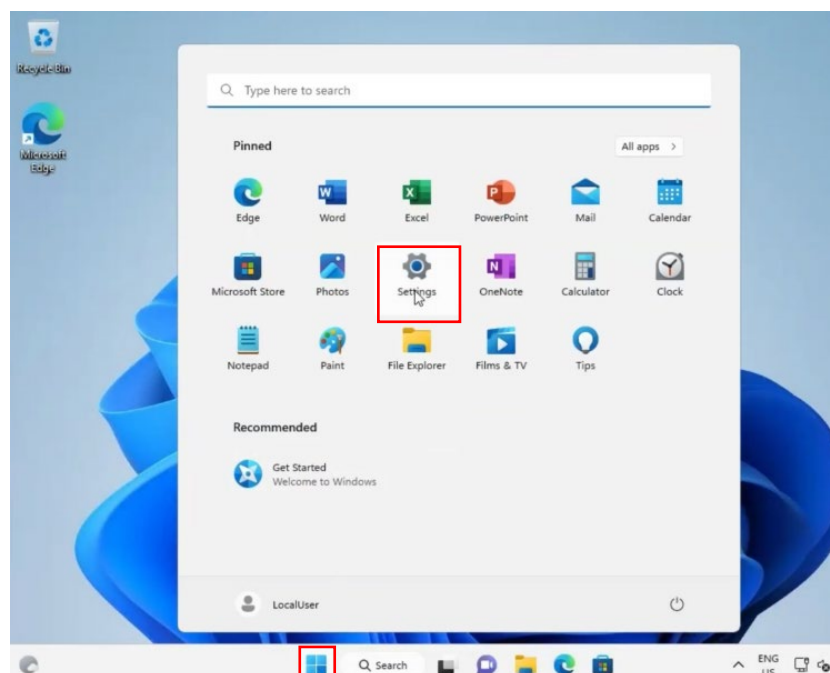 Recycle Bin
Microsoft
Edge
Type here to search
Pinned
All apps >
Edge
Word
Excel
PowerPoint
Mail
Calendar
Microsoft Store
Photos
Settings
OneNote
Calculator
Clock
Notepad
Paint
File Explorer
Films & TV
Tips
Recommended
Get Started
Welcome to Windows
LocalUser
Search
ENG
US